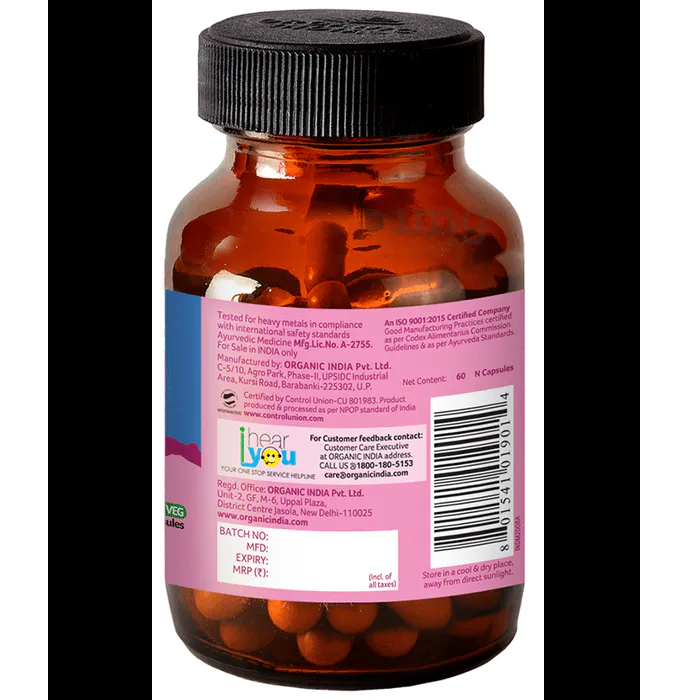 Tested for heavy metals in compliance
with international safety standards
Ayurvedic Medicine Mfg.Lic.No. A-2755.
For Sale in INDIA only
Manufactured by: ORGANIC INDIA Pvt. Ltd.
C-5/10, Agro Park, Phase-II, UPSIDC Industrial
Area, Kursi Road, Barabanki-225302, U.P.
An ISO 9001:2015 Certified Company
Good Manufacturing Practices certified
as per Codex Alimentarius Commission
Guidelines & as per Ayurveda Standards.
Net Content: 60 N Capsules
Certified by Control Union-CU 801983. Product
produced & processed as per NPOP standard of India
www.controlunion.com
i hear
you
YOUR ONE STOP SERVICE HELPLINE
For Customer feedback contact:
Customer Care Executive
at ORGANIC INDIA address.
CALL US 1800-180-5153
care@organicindia.com
Regd. Office: ORGANIC INDIA Pvt. Ltd.
Unit-2, GF, M-6, Uppal Plaza,
District Centre Jasola, New Delhi-110025
www.organicindia.com
BATCH NO:
MFD:
EXPIRY:
MRP (₹):
(Incl. of
all taxes)
VEG
8 015411 019014
Store in a cool & dry place,
away from direct sunlight.